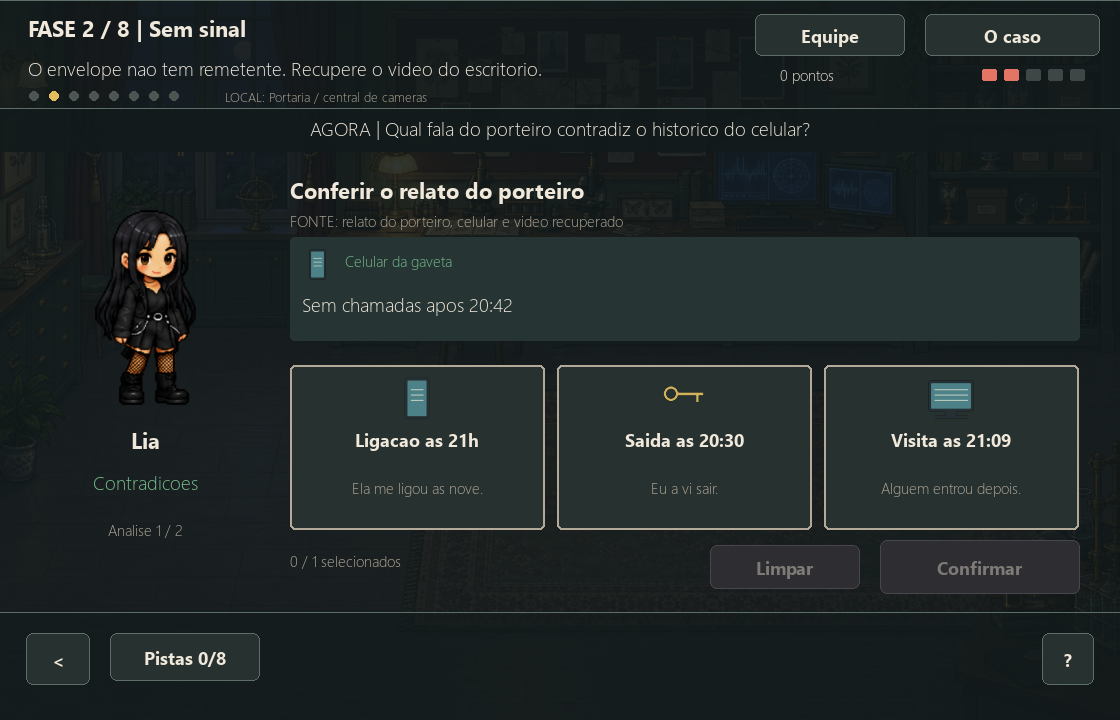 FASE 2 / 8 | Sem sinal
Equipe
O caso
O envelope nao tem remetente. Recupere o video do escritorio.
0 pontos
LOCAL: Portaria / central de cameras
AGORA | Qual fala do porteiro contradiz o historico do celular?
Conferir o relato do porteiro
FONTE: relato do porteiro, celular e video recuperado
Celular da gaveta
Sem chamadas apos 20:42
Lia
Contradicoes
Analise 1 / 2
Ligacao as 21h
Ela me ligou as nove.
Saida as 20:30
Eu a vi sair.
Visita as 21:09
Alguem entrou depois.
0 / 1 selecionados
Limpar
Confirmar
<
Pistas 0/8
?